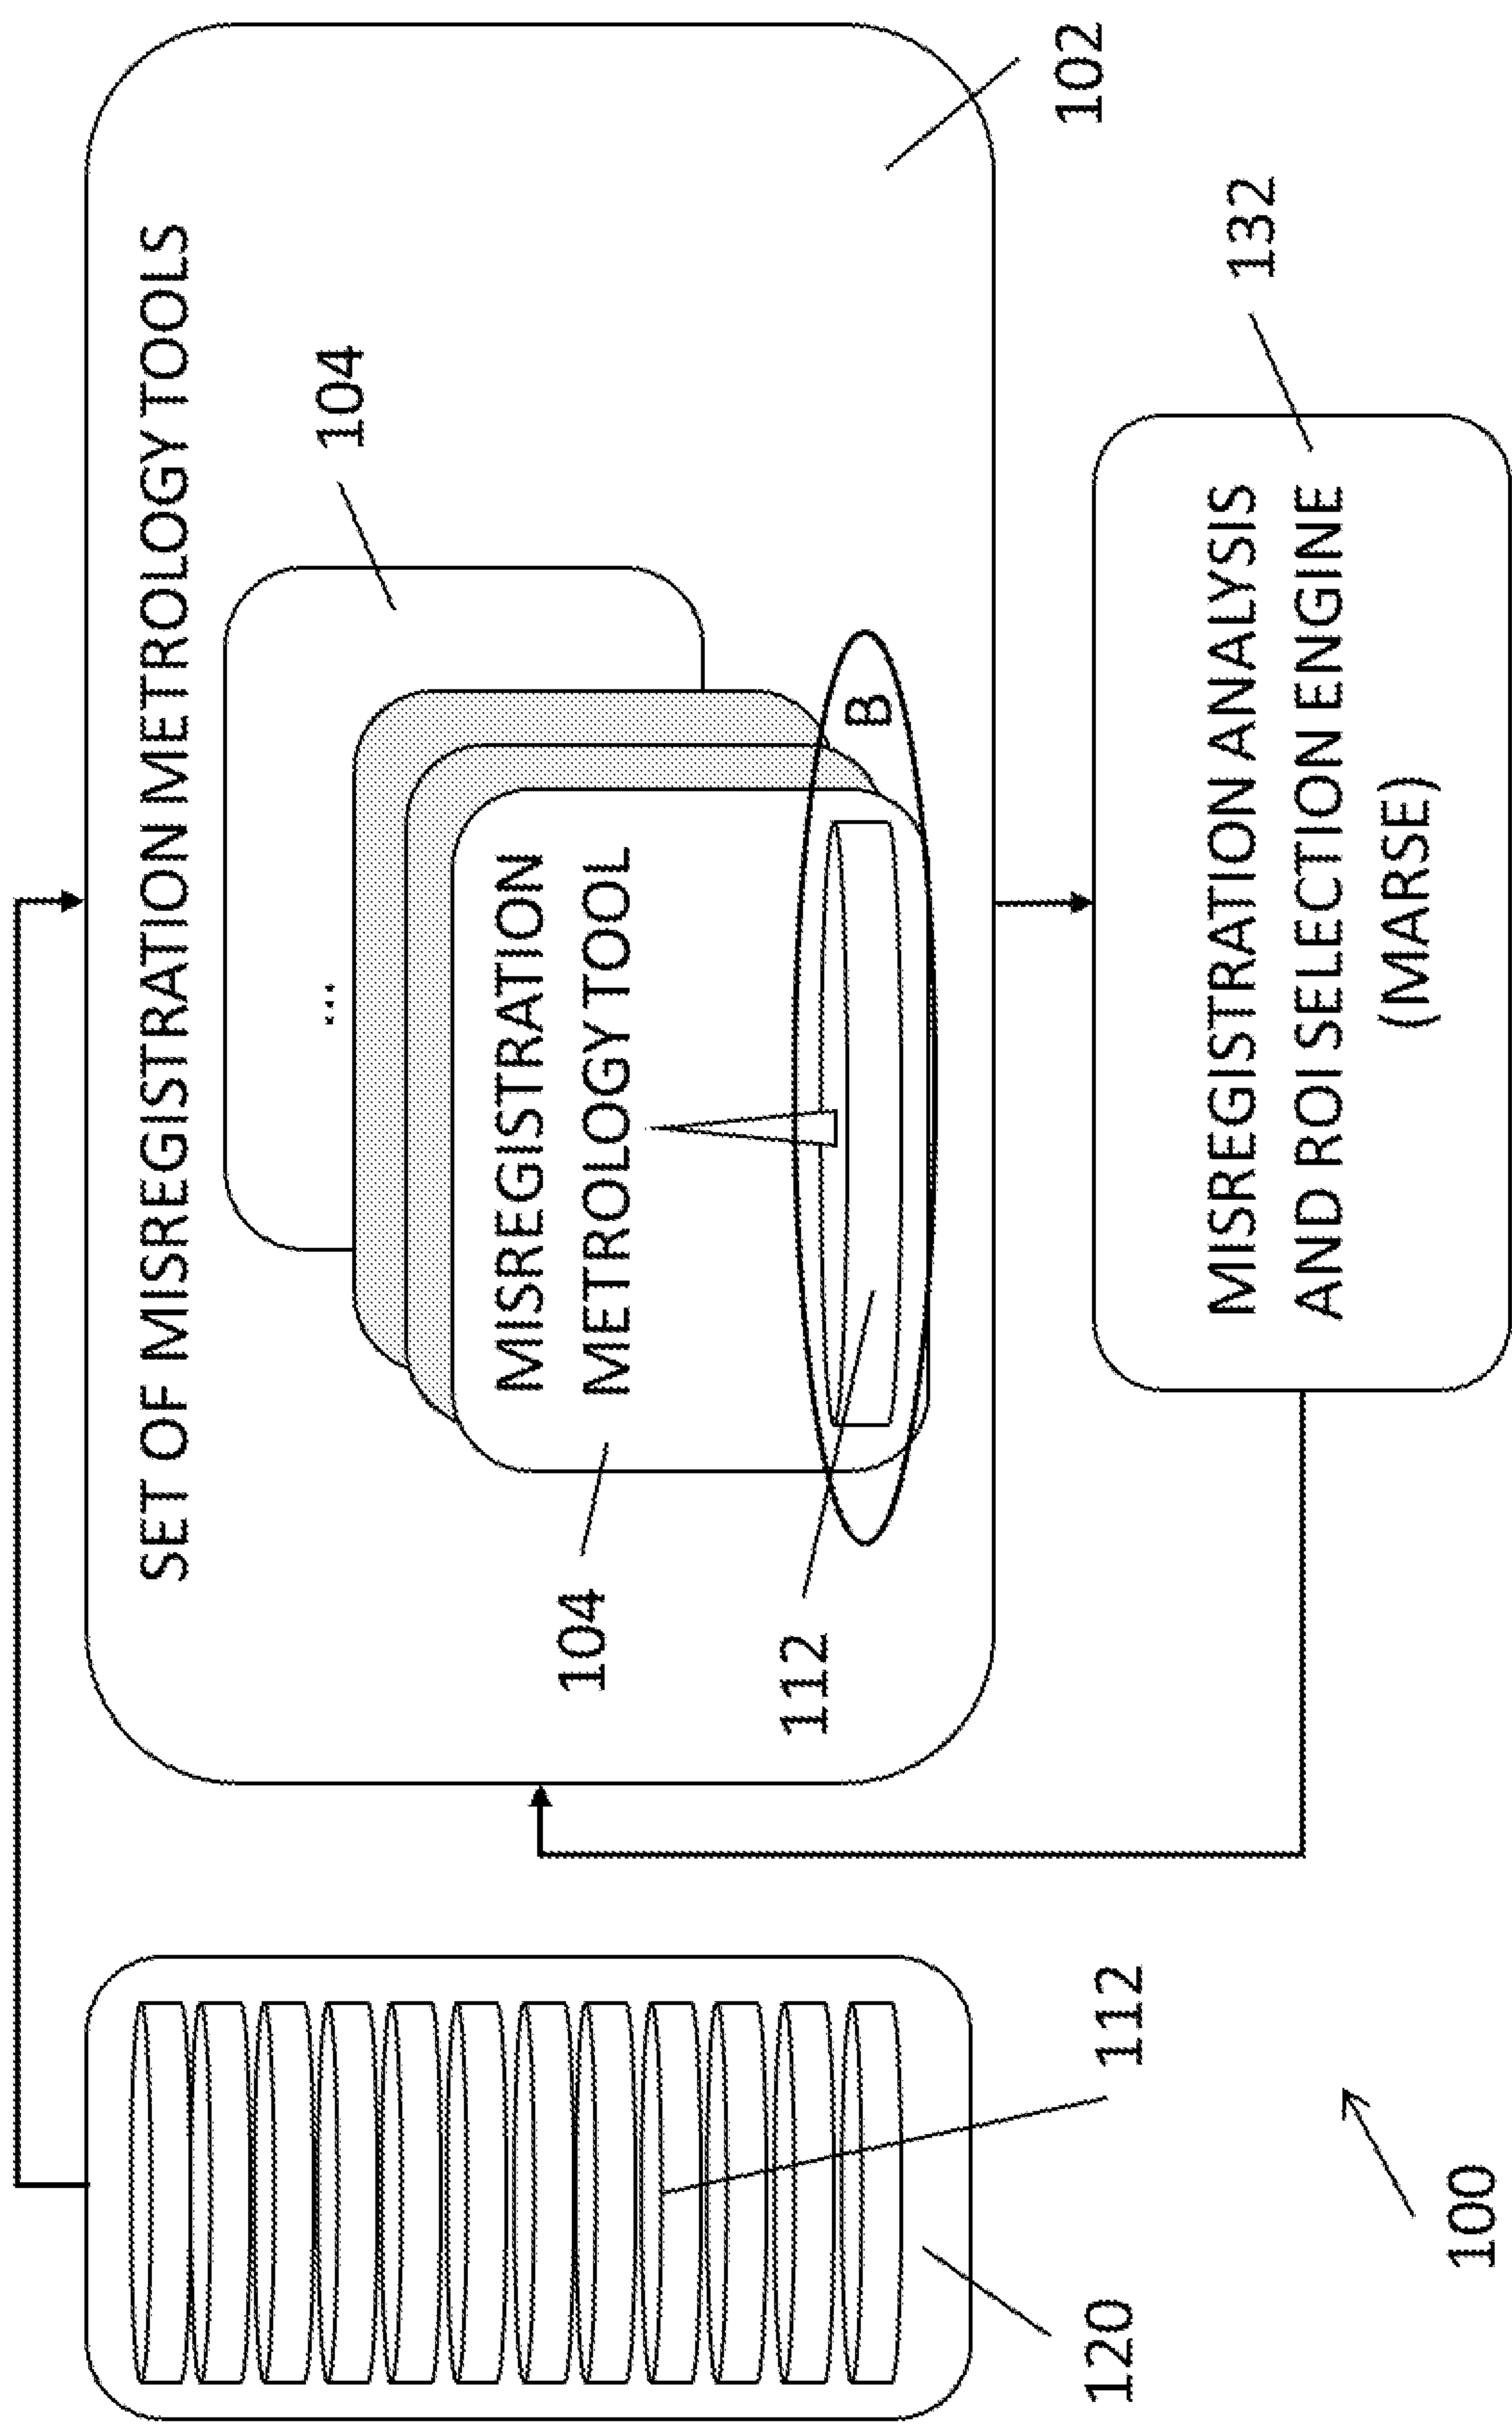 SET OF MISREGISTRATION METROLOGY TOOLS
104
...
MISREGISTRATION
METROLOGY TOOL
104
B
112
102
112
120
132
MISREGISTRATION ANALYSIS
AND ROI SELECTION ENGINE
(MARSE)
100